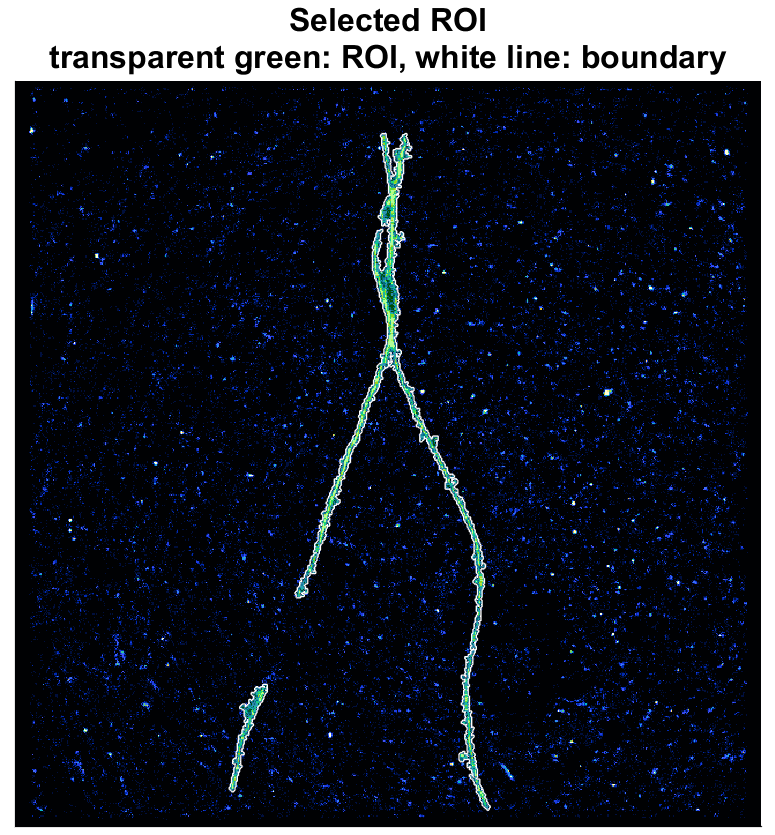 Selected ROI
transparent green: ROI, white line: boundary